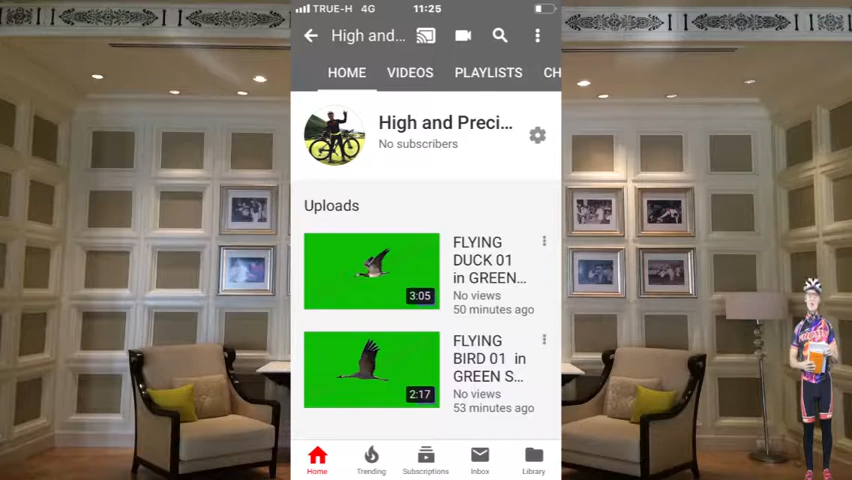 TRUE-H 4G 11:25
High and...
HOME VIDEOS PLAYLISTS CH
High and Preci...
No subscribers
Uploads
FLYING
DUCK 01
in GREEN...
No views
50 minutes ago
3:05
FLYING
BIRD 01 in
GREEN S...
No views
53 minutes ago
2:17
Home Trending Subscriptions Inbox Library